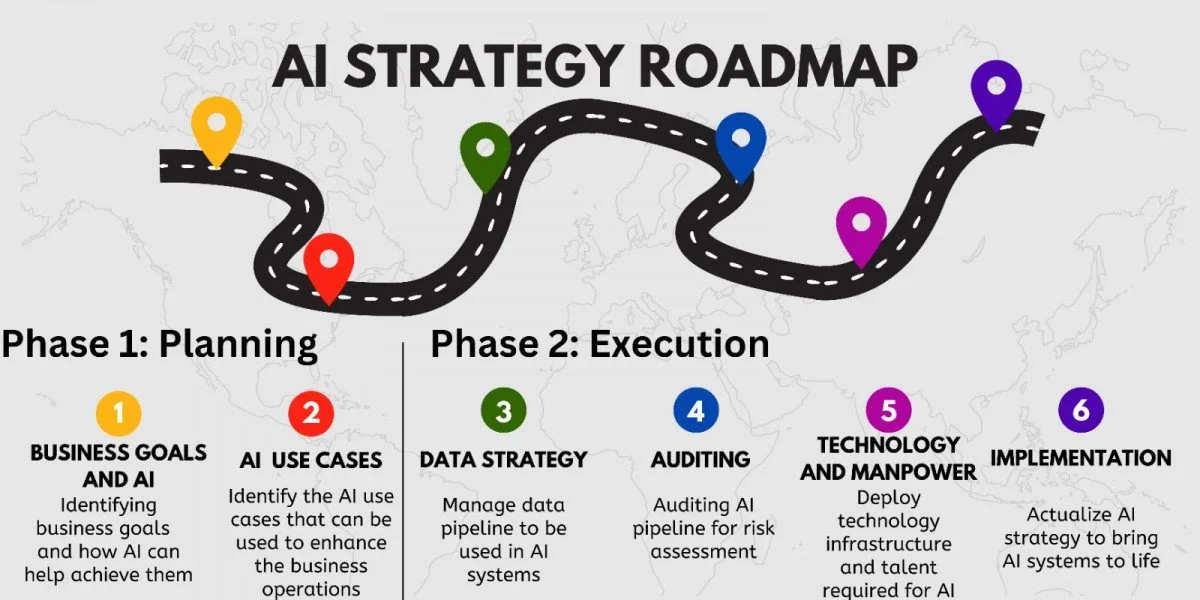 AI STRATEGY ROADMAP
Phase 1: Planning
Phase 2: Execution
1
BUSINESS GOALS
AND AI
Identifying
business goals
and how AI can
help achieve them
2
AI USE CASES
Identify the AI use
cases that can be
used to enhance
the business
operations
3
DATA STRATEGY
Manage data
pipeline to be
used in AI
systems
4
AUDITING
Auditing AI
pipeline for risk
assessment
5
TECHNOLOGY
AND MANPOWER
Deploy
technology
infrastructure
and talent
required for AI
6
IMPLEMENTATION
Actualize AI
strategy to bring
AI systems to life